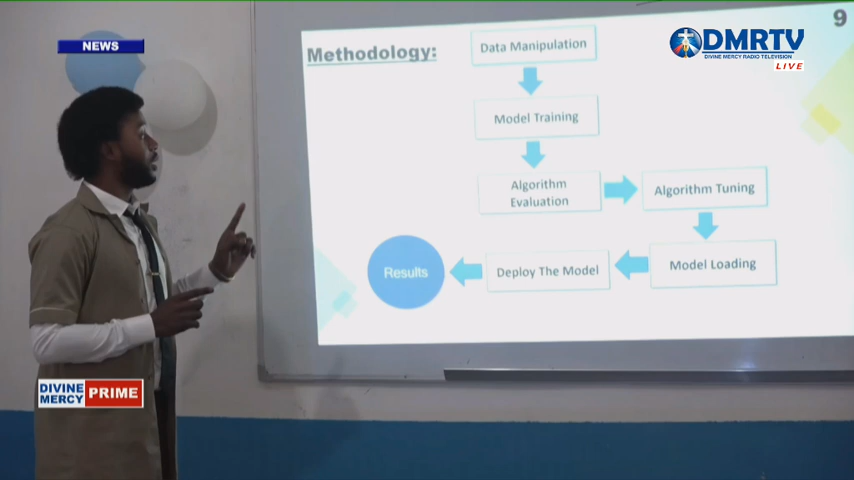 NEWS
9
DMRTV
DIVINE MERCY RADIO TELEVISION
LIVE
Methodology:
Data Manipulation
Model Training
Algorithm
Evaluation
Algorithm Tuning
Model Loading
Deploy The Model
Results
DIVINE
MERCY
PRIME